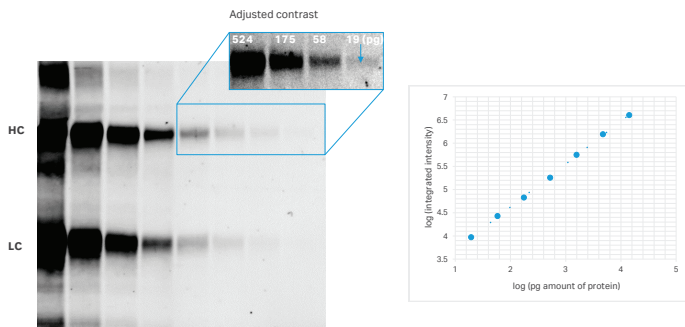 Adjusted contrast
524 175 58 19 (pg)
HC
LC
log (integrated intensity)
7
6.5
6
5.5
5
4.5
4
3.5
1 2 3 4 5
log (pg amount of protein)